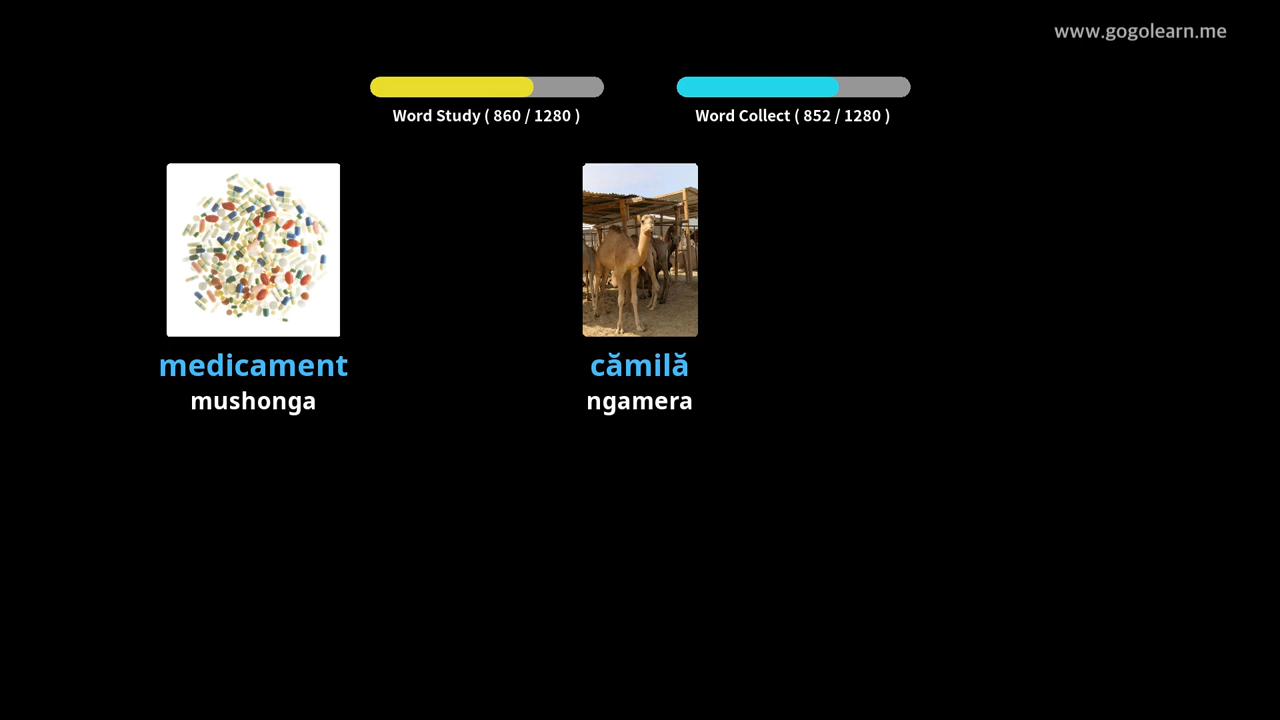 www.gogolearn.me
Word Study ( 860 / 1280 )
Word Collect ( 852 / 1280 )
medicament
mushonga
cămilă
ngamera